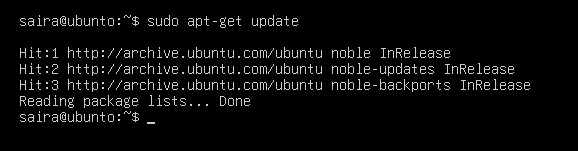 saira@ubunto:~$ sudo apt-get update
Hit:1 http://archive.ubuntu.com/ubuntu noble InRelease
Hit:2 http://archive.ubuntu.com/ubuntu noble-updates InRelease
Hit:3 http://archive.ubuntu.com/ubuntu noble-backports InRelease
Reading package lists... Done
saira@ubunto:~$ _